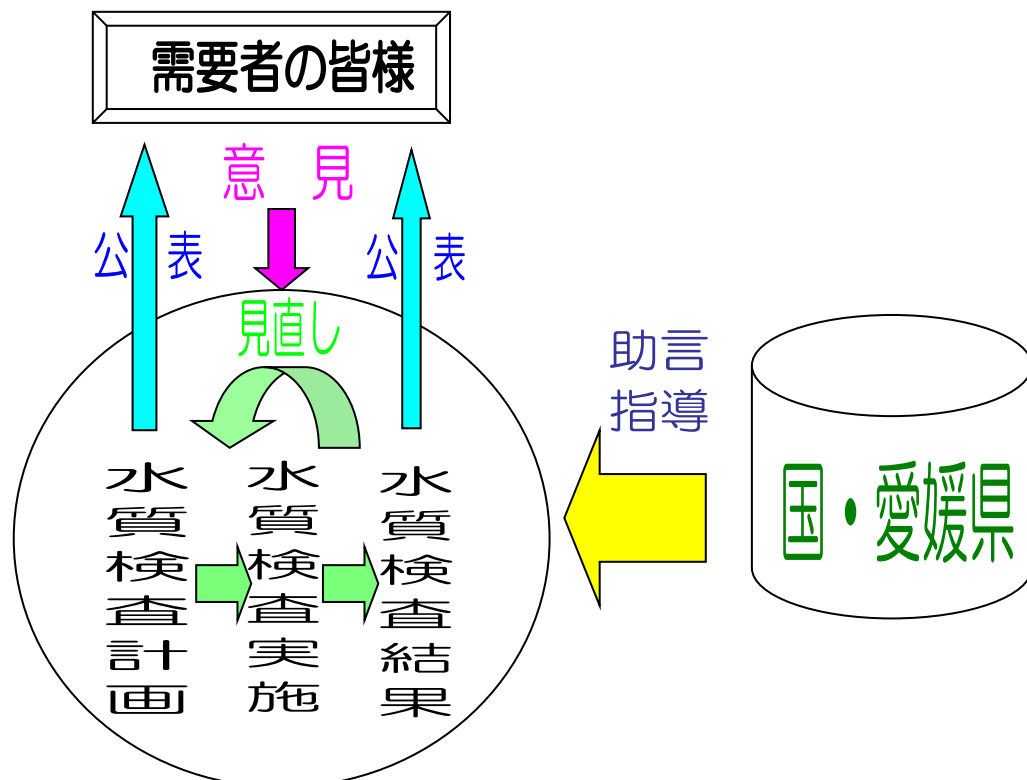 需要者の皆様
意見
公表
公表
見直し
助言
指導
国・愛媛県
水質検査計画
水質検査実施
水質検査結果